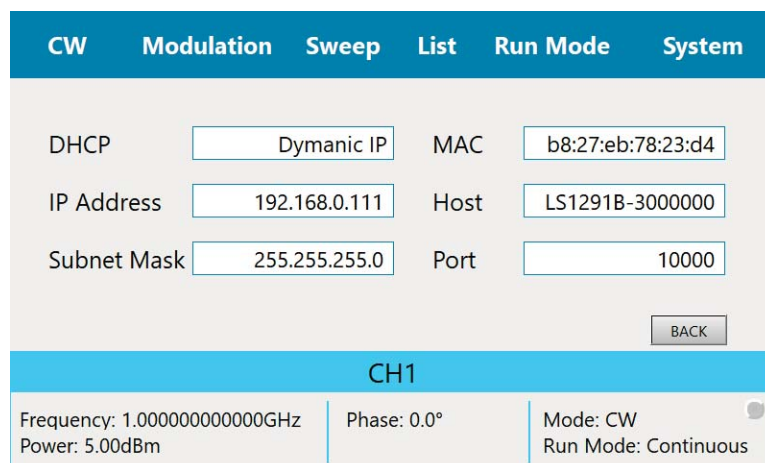 CW Modulation Sweep List Run Mode System
DHCP Dymanic IP MAC b8:27:eb:78:23:d4
IP Address 192.168.0.111 Host LS1291B-3000000
Subnet Mask 255.255.255.0 Port 10000
BACK
CH1
Frequency: 1.000000000000GHz Phase: 0.0° Mode: CW
Power: 5.00dBm Run Mode: Continuous